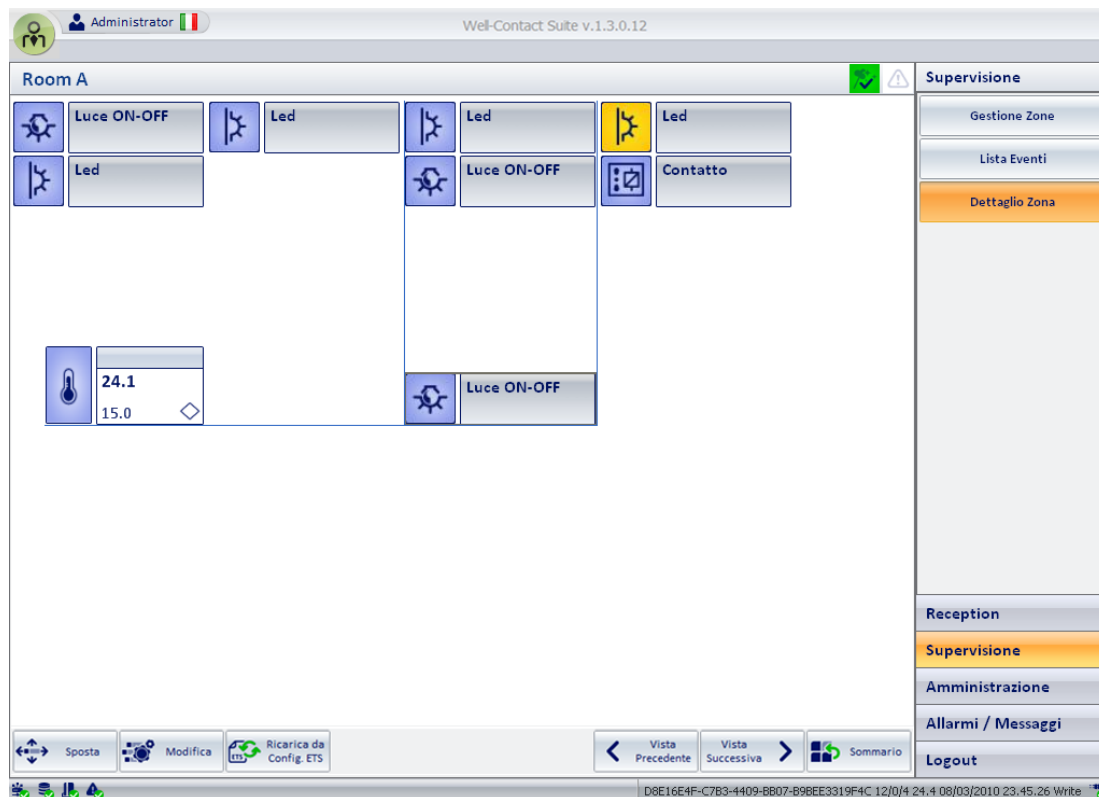 Administrator
Well-Contact Suite v.1.3.0.12
Room A
Supervisione
Luce ON-OFF
Led
Led
Led
Gestione Zone
Led
Luce ON-OFF
Contatto
Lista Eventi
Dettaglio Zona
24.1
15.0
Luce ON-OFF
Reception
Supervisione
Amministrazione
Allarmi / Messaggi
Logout
Sposta
Modifica
ETS
Ricarica da
Config. ETS
Vista
Precedente
Vista
Successiva
Sommario
D8E16E4F-C7B3-4409-BB07-B9BEE3319F4C 12/0/4 24.4 08/03/2010 23.45.26 Write